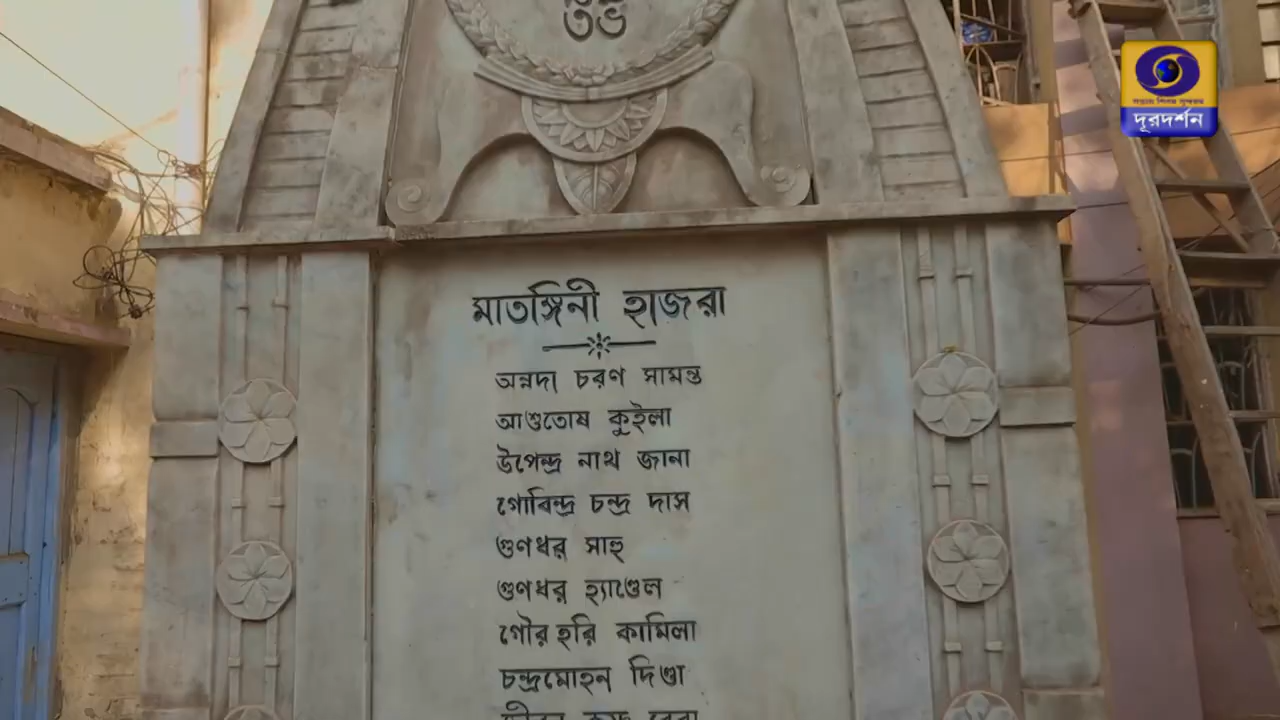 দূরদর্শন
মাতঙ্গিনী হাজরা
অন্নদা চরণ সামন্ত
আশুতোষ কুইলা
উপেন্দ্র নাথ জানা
গোবিন্দ্র চন্দ্র দাস
গুণধর সাহু
গুণধর হ্যাণ্ডেল
গৌর হরি কামিলা
চন্দ্রমোহন দিণ্ডা